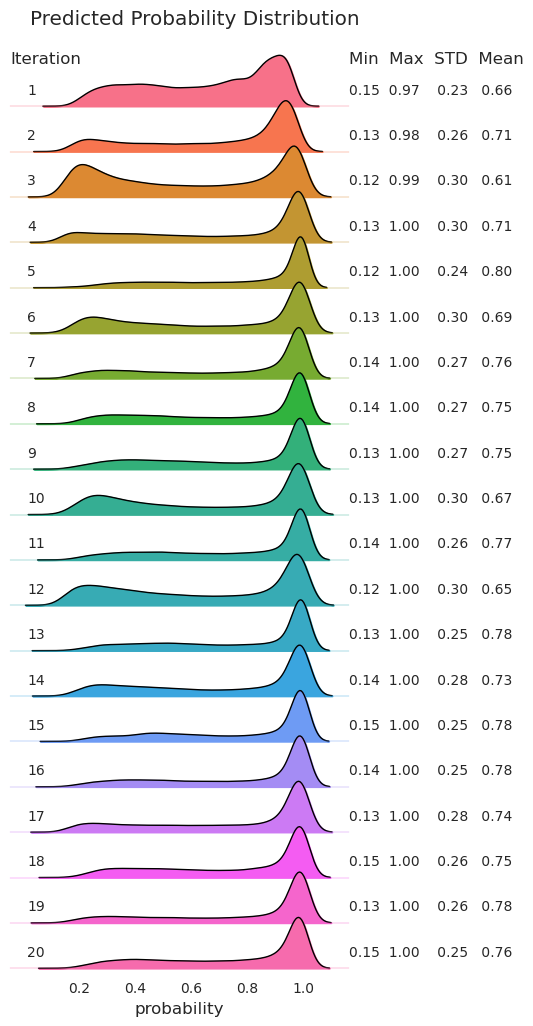 Predicted Probability Distribution
Iteration Min Max STD Mean
1 0.15 0.97 0.23 0.66
2 0.13 0.98 0.26 0.71
3 0.12 0.99 0.30 0.61
4 0.13 1.00 0.30 0.71
5 0.12 1.00 0.24 0.80
6 0.13 1.00 0.30 0.69
7 0.14 1.00 0.27 0.76
8 0.14 1.00 0.27 0.75
9 0.13 1.00 0.27 0.75
10 0.13 1.00 0.30 0.67
11 0.14 1.00 0.26 0.77
12 0.12 1.00 0.30 0.65
13 0.13 1.00 0.25 0.78
14 0.14 1.00 0.28 0.73
15 0.15 1.00 0.25 0.78
16 0.14 1.00 0.25 0.78
17 0.13 1.00 0.28 0.74
18 0.15 1.00 0.26 0.75
19 0.13 1.00 0.26 0.78
20 0.15 1.00 0.25 0.76
0.2 0.4 0.6 0.8 1.0
probability